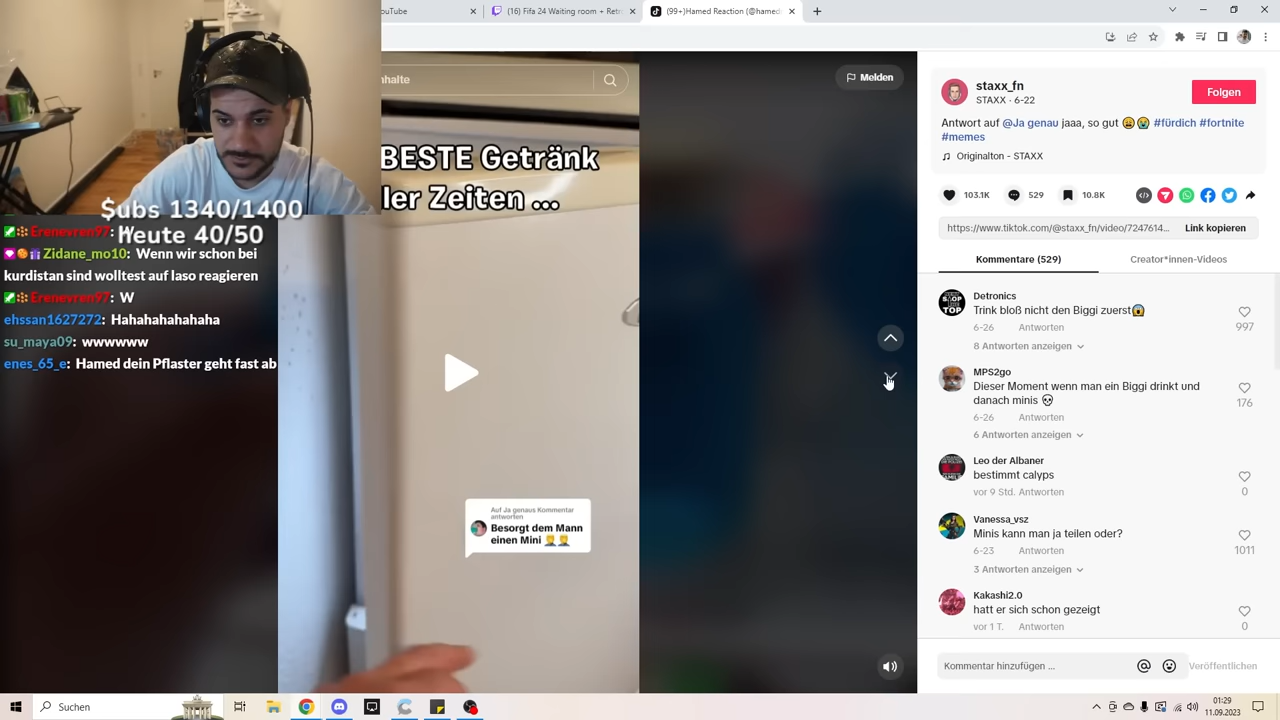 ouTube
(16) Fifa 24 Waiting room + Retro
(99+)Hamed Reaction (@hamed
nhalte
Melden
BESTE Getränk
ler Zeiten ...
Auf Ja genaus Kommentar
antworten
Besorgt dem Mann
einen Mini 🤦‍♂️🤦‍♂️
$ubs 1340/1400
Heute 40/50
Erenevren97: W
Zidane_mo10: Wenn wir schon bei
kurdistan sind wolltest auf laso reagieren
Erenevren97: W
ehssan1627272: Hahahahahahaha
su_maya09: wwwwww
enes_65_e: Hamed dein Pflaster geht fast ab
staxx_fn
STAXX · 6-22
Folgen
Antwort auf @Ja genau jaaa, so gut 😩😭 #fürdich #fortnite
#memes
Originalton - STAXX
103.1K 529 10.8K
https://www.tiktok.com/@staxx_fn/video/7247614... Link kopieren
Kommentare (529) Creator*innen-Videos
Detronics
Trink bloß nicht den Biggi zuerst😱
997
6-26 Antworten
8 Antworten anzeigen
MPS2go
Dieser Moment wenn man ein Biggi drinkt und
danach minis 💀
176
6-26 Antworten
6 Antworten anzeigen
Leo der Albaner
bestimmt calyps
0
vor 9 Std. Antworten
Vanessa_vsz
Minis kann man ja teilen oder?
1011
6-23 Antworten
3 Antworten anzeigen
Kakashi2.0
hatt er sich schon gezeigt
0
vor 1 T. Antworten
Kommentar hinzufügen ... Veröffentlichen
Suchen
01:29
11.09.2023